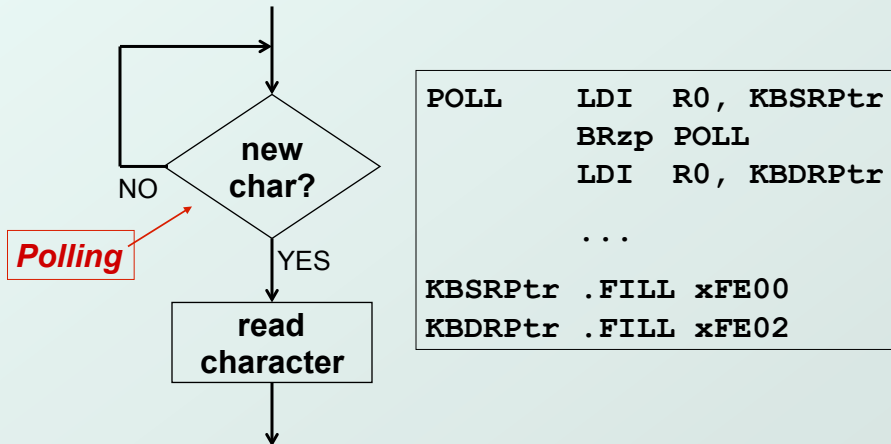 new
char?
NO
Polling
YES
read
character
POLL LDI R0, KBSRPtr
BRzp POLL
LDI R0, KBDRPtr
...
KBSRPtr .FILL xFE00
KBDRPtr .FILL xFE02